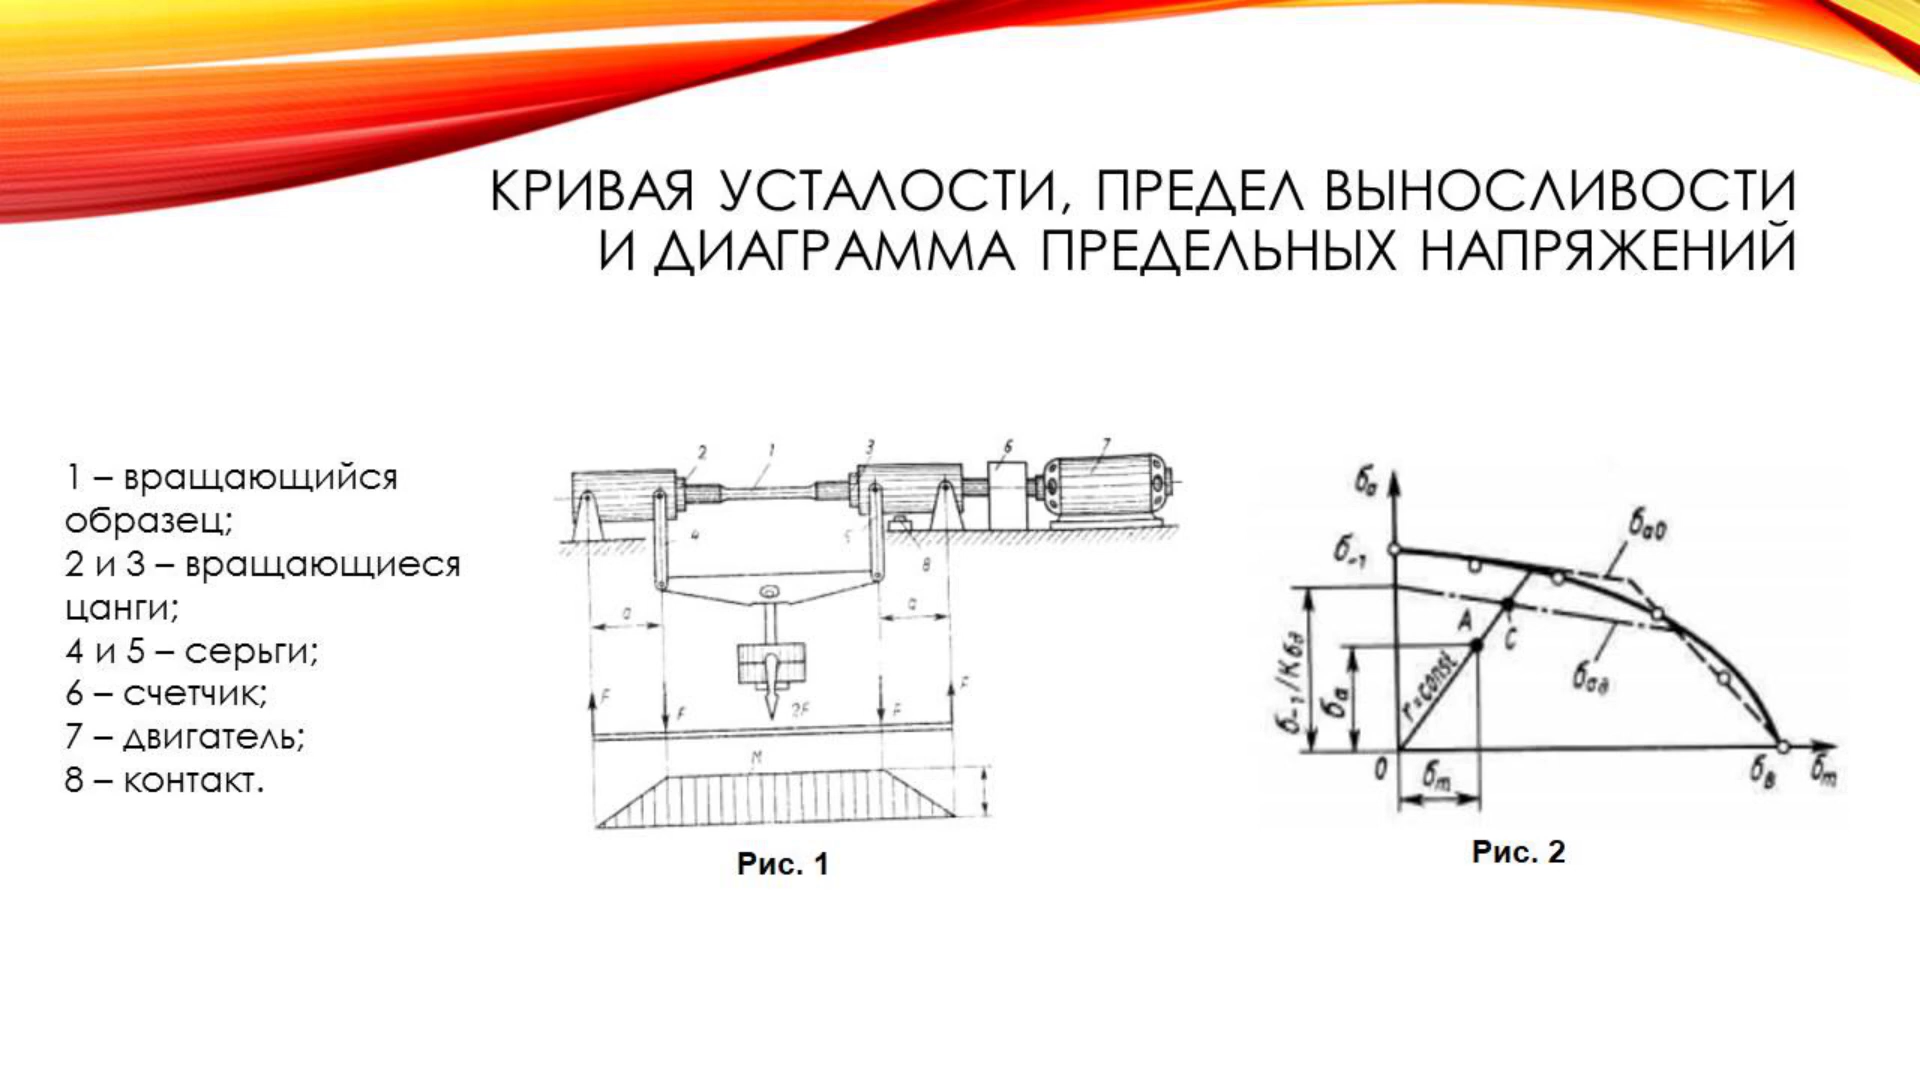 КРИВАЯ УСТАЛОСТИ, ПРЕДЕЛ ВЫНОСЛИВОСТИ
И ДИАГРАММА ПРЕДЕЛЬНЫХ НАПРЯЖЕНИЙ
1 – вращающийся
образец;
2 и 3 – вращающиеся
цанги;
4 и 5 – серьги;
6 – счетчик;
7 – двигатель;
8 – контакт.
2 1 3 6 7
4 5 8
a a
F F 2F F F
M
Рис. 1
σa
σ-1
σa0
σ-1/Kσд
σa
A C
r=const
σaд
0 σm σв σm
Рис. 2